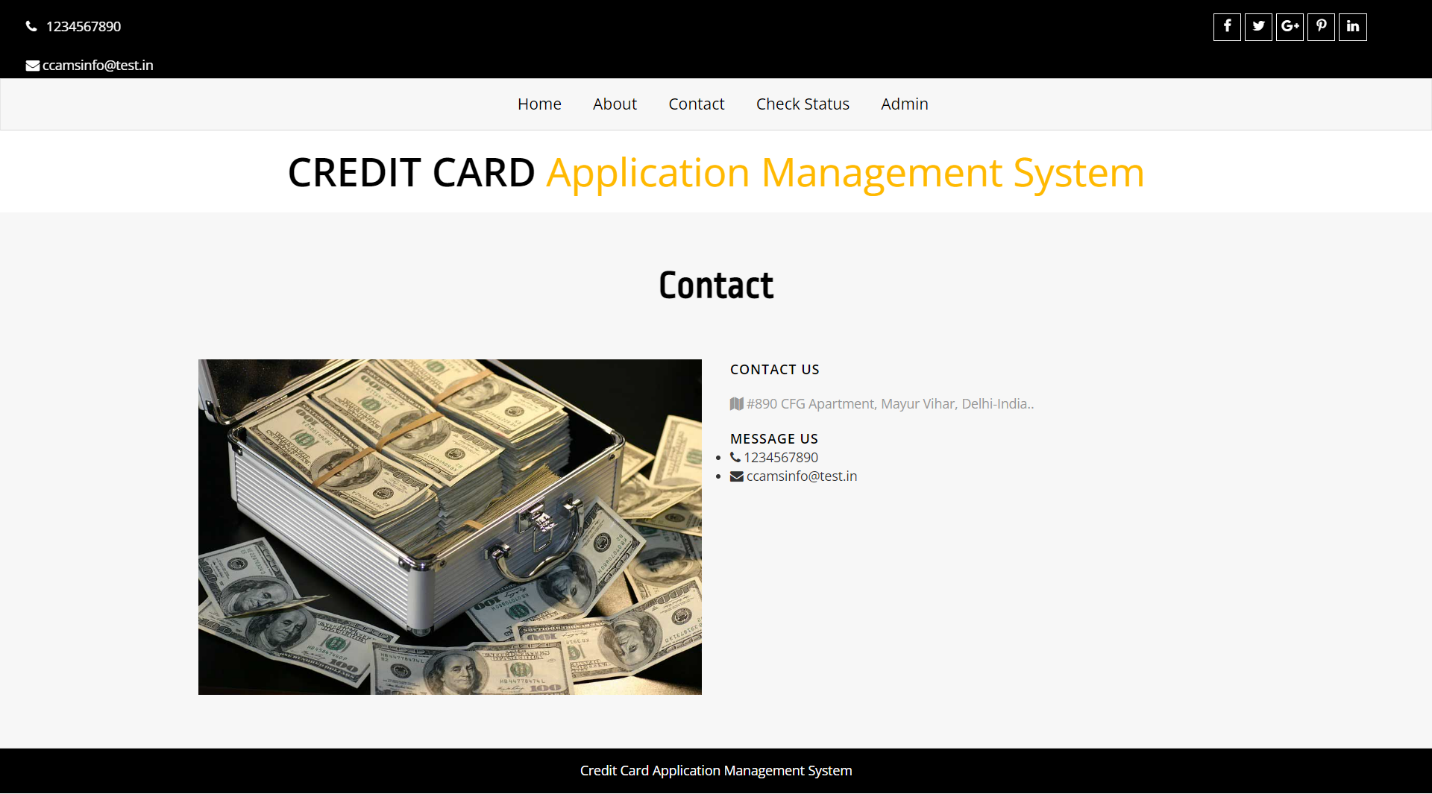 1234567890
ccamsinfo@test.in
Home About Contact Check Status Admin
CREDIT CARD Application Management System
Contact
CONTACT US
#890 CFG Apartment, Mayur Vihar, Delhi-India..
MESSAGE US
1234567890
ccamsinfo@test.in
Credit Card Application Management System